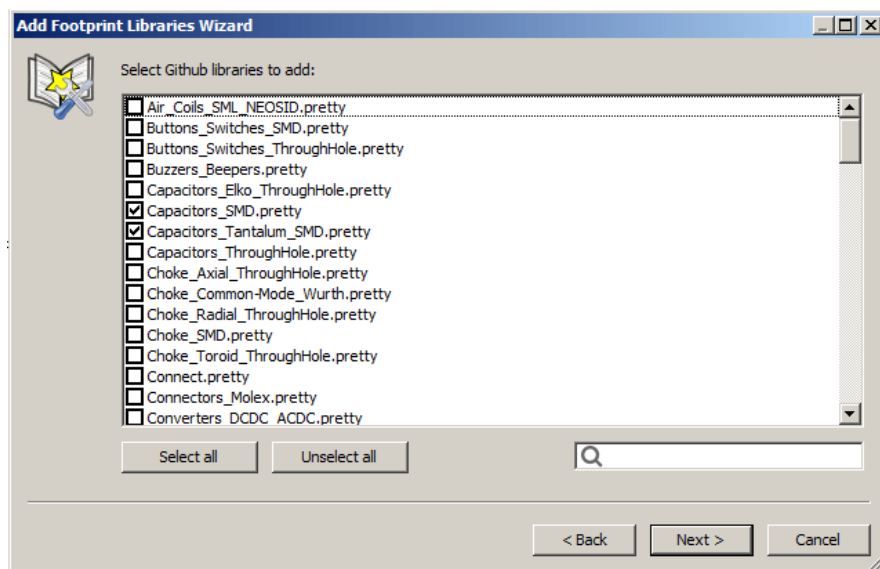 Add Footprint Libraries Wizard
Select Github libraries to add:
Air_Coils_SML_NEOSID.pretty
Buttons_Switches_SMD.pretty
Buttons_Switches_ThroughHole.pretty
Buzzers_Beepers.pretty
Capacitors_Elko_ThroughHole.pretty
Capacitors_SMD.pretty
Capacitors_Tantalum_SMD.pretty
Capacitors_ThroughHole.pretty
Choke_Axial_ThroughHole.pretty
Choke_Common-Mode_Wurth.pretty
Choke_Radial_ThroughHole.pretty
Choke_SMD.pretty
Choke_Toroid_ThroughHole.pretty
Connect.pretty
Connectors_Molex.pretty
Converters_DCDC_ACDC.pretty
Select all Unselect all
< Back Next > Cancel